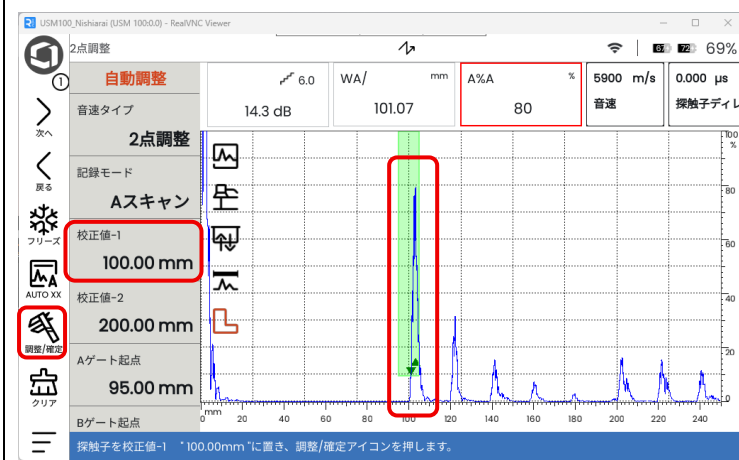 USM100_Nishiarai (USM 100:0.0) - RealVNC Viewer
2点調整
69%
1
自動調整
6.0
14.3 dB
WA/ mm
101.07
A%A %
80
5900 m/s
音速
0.000 µs
探触子ディレ
次へ
戻る
フリーズ
AUTO XX
調整/確定
クリア
音速タイプ
2点調整
記録モード
Aスキャン
校正値-1
100.00 mm
校正値-2
200.00 mm
Aゲート起点
95.00 mm
Bゲート起点
100
%
80
60
40
20
0
mm
0 20 40 60 80 100 120 140 160 180 200 220 240
探触子を校正値-1 "100.00mm"に置き、調整/確定アイコンを押します。